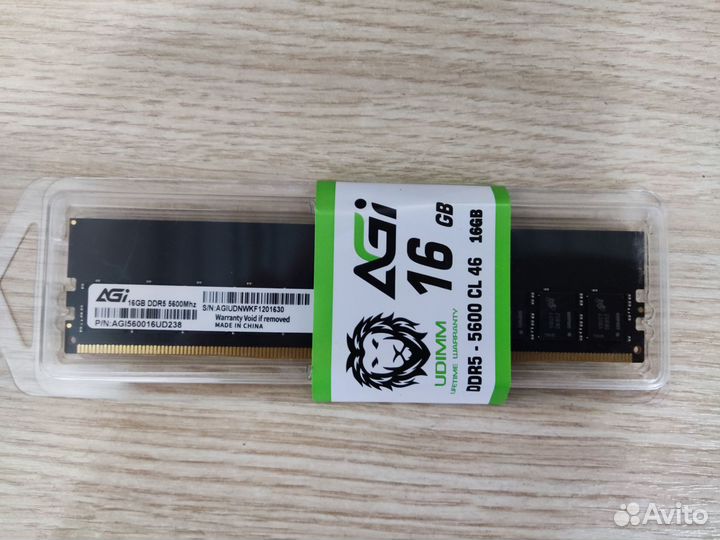 AGi
16GB DDR5 5600Mhz
S/N:AGIUDNWKF1201630
Warranty Void if removed
MADE IN CHINA
P/N:AGI560016UD238
AGi
16 GB
UDIMM
LIFETIME WARRANTY
DDR5 - 5600 CL 46 16GB
Avito